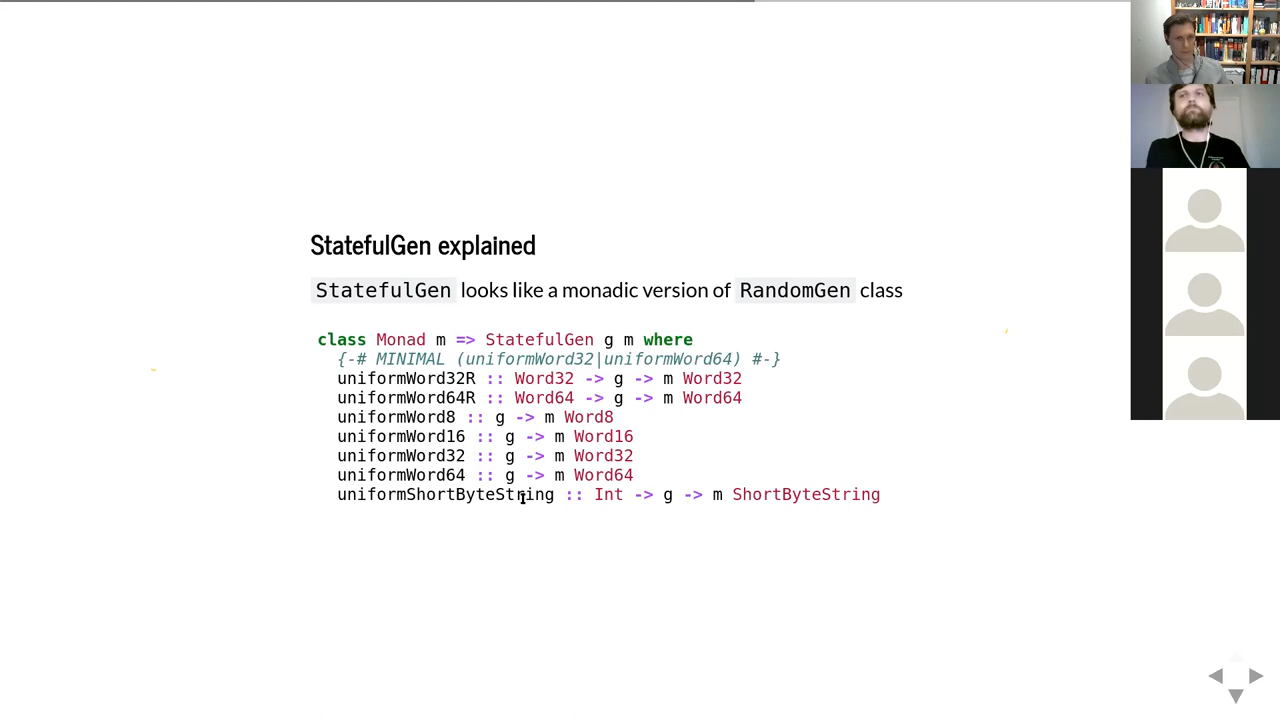 StatefulGen explained
StatefulGen looks like a monadic version of RandomGen class
class Monad m => StatefulGen g m where
{-# MINIMAL (uniformWord32|uniformWord64) #-}
uniformWord32R :: Word32 -> g -> m Word32
uniformWord64R :: Word64 -> g -> m Word64
uniformWord8 :: g -> m Word8
uniformWord16 :: g -> m Word16
uniformWord32 :: g -> m Word32
uniformWord64 :: g -> m Word64
uniformShortByteString :: Int -> g -> m ShortByteString